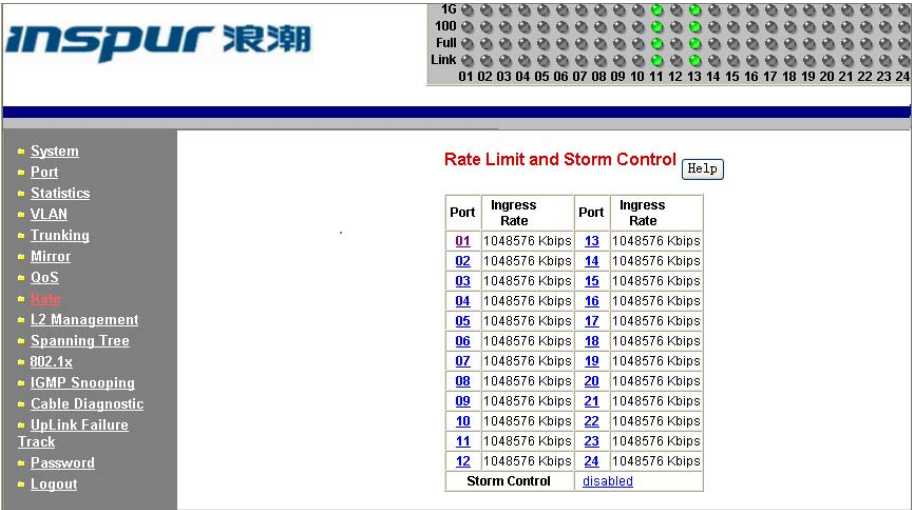 inspur 浪潮
1G
100
Full
Link
01 02 03 04 05 06 07 08 09 10 11 12 13 14 15 16 17 18 19 20 21 22 23 24
System
Port
Statistics
VLAN
Trunking
Mirror
QoS
Rate
L2 Management
Spanning Tree
802.1x
IGMP Snooping
Cable Diagnostic
UpLink Failure
Track
Password
Logout
Rate Limit and Storm Control Help
Port Ingress Rate Port Ingress Rate
01 1048576 Kbips 13 1048576 Kbips
02 1048576 Kbips 14 1048576 Kbips
03 1048576 Kbips 15 1048576 Kbips
04 1048576 Kbips 16 1048576 Kbips
05 1048576 Kbips 17 1048576 Kbips
06 1048576 Kbips 18 1048576 Kbips
07 1048576 Kbips 19 1048576 Kbips
08 1048576 Kbips 20 1048576 Kbips
09 1048576 Kbips 21 1048576 Kbips
10 1048576 Kbips 22 1048576 Kbips
11 1048576 Kbips 23 1048576 Kbips
12 1048576 Kbips 24 1048576 Kbips
Storm Control disabled